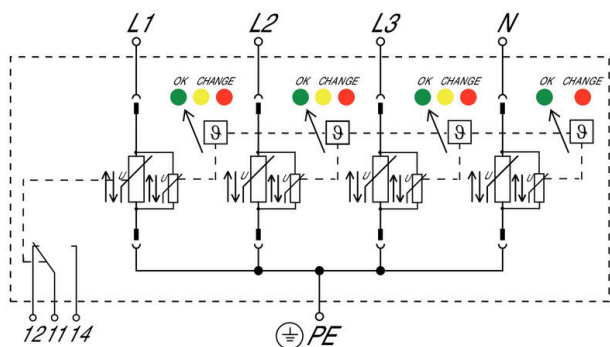 L1 L2 L3 N
OK CHANGE OK CHANGE OK CHANGE OK CHANGE
ϑ ϑ ϑ ϑ
U U U U U U U U
12 11 14 PE